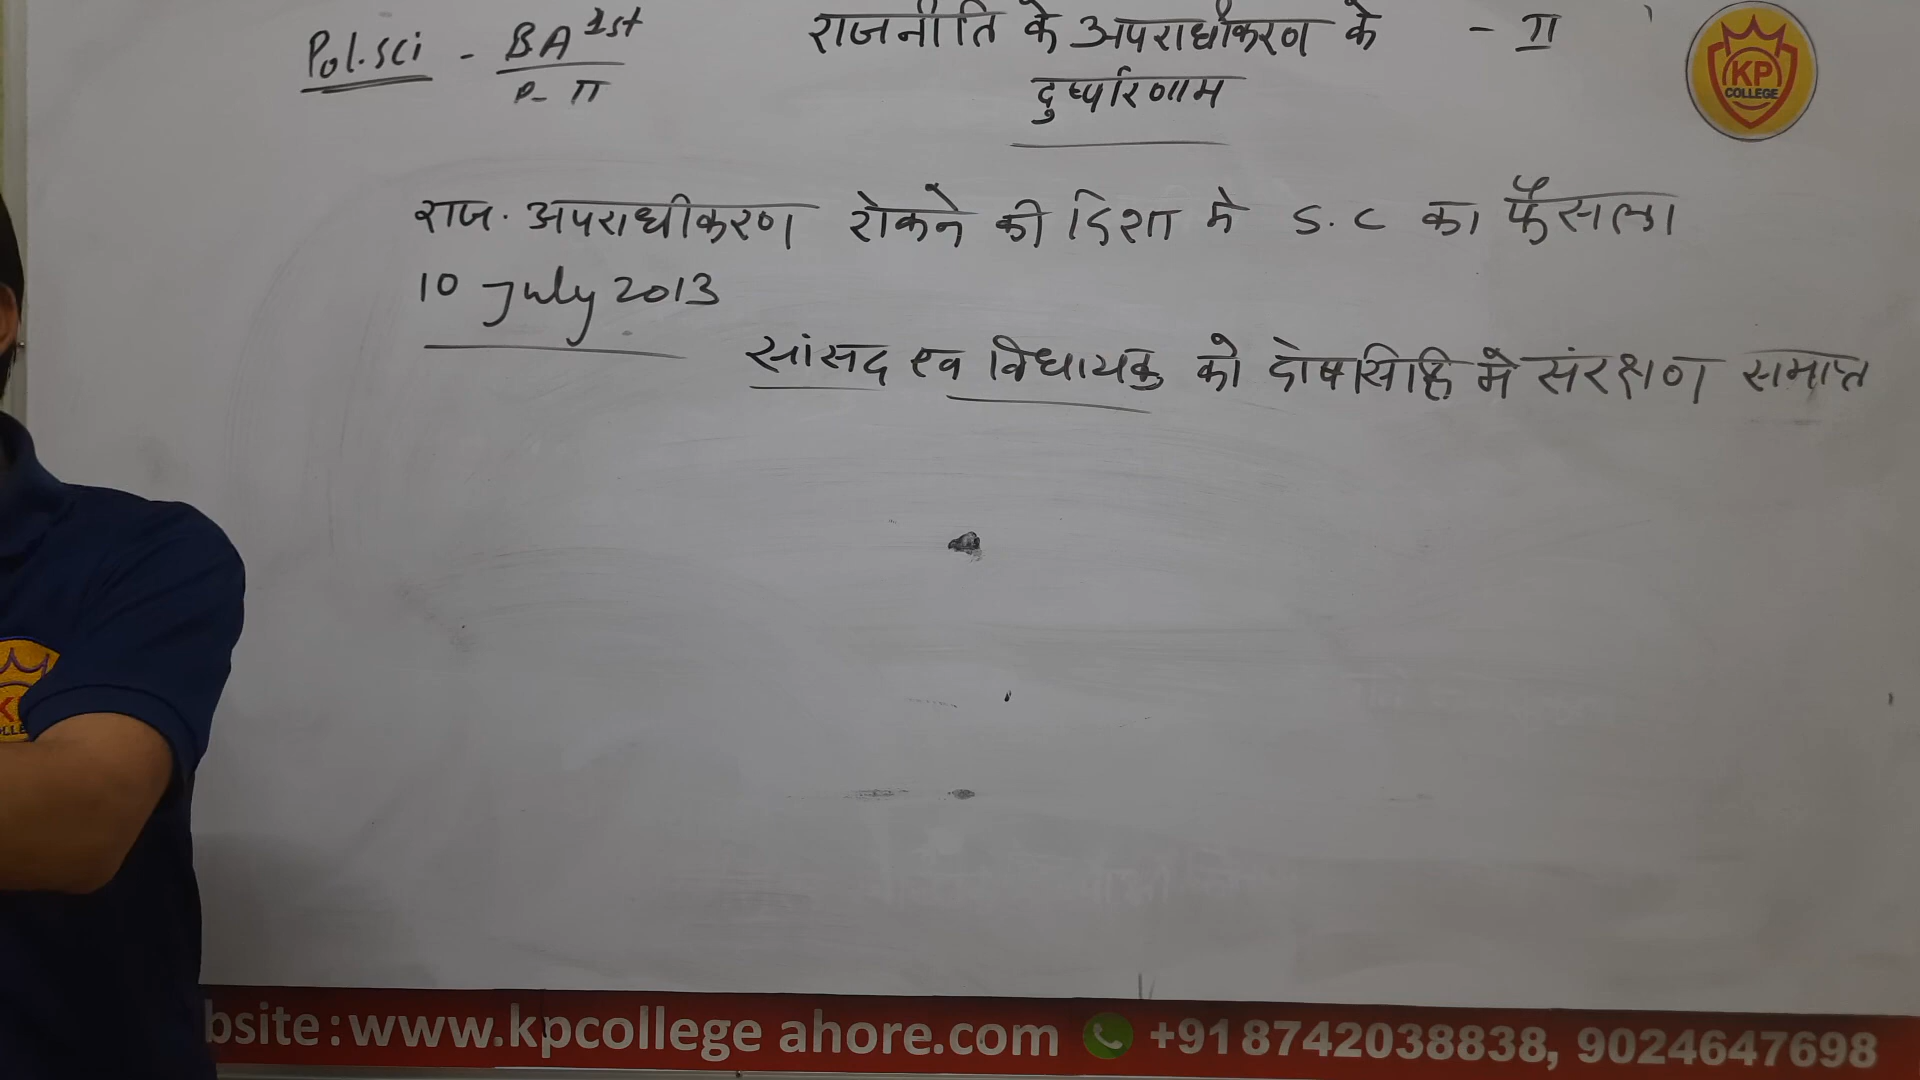 Pol.sci - BA 1st
P- II
राजनीति के अपराधीकरण के - II
दुष्परिणाम
KP
COLLEGE
राज. अपराधीकरण रोकने की दिशा मे S.C का फैसला
10 July 2013
सांसद एव विधायक को दोषसिद्धि मे संरक्षण समाप्त
bsite:www.kpcollege ahore.com +91 8742038838, 9024647698